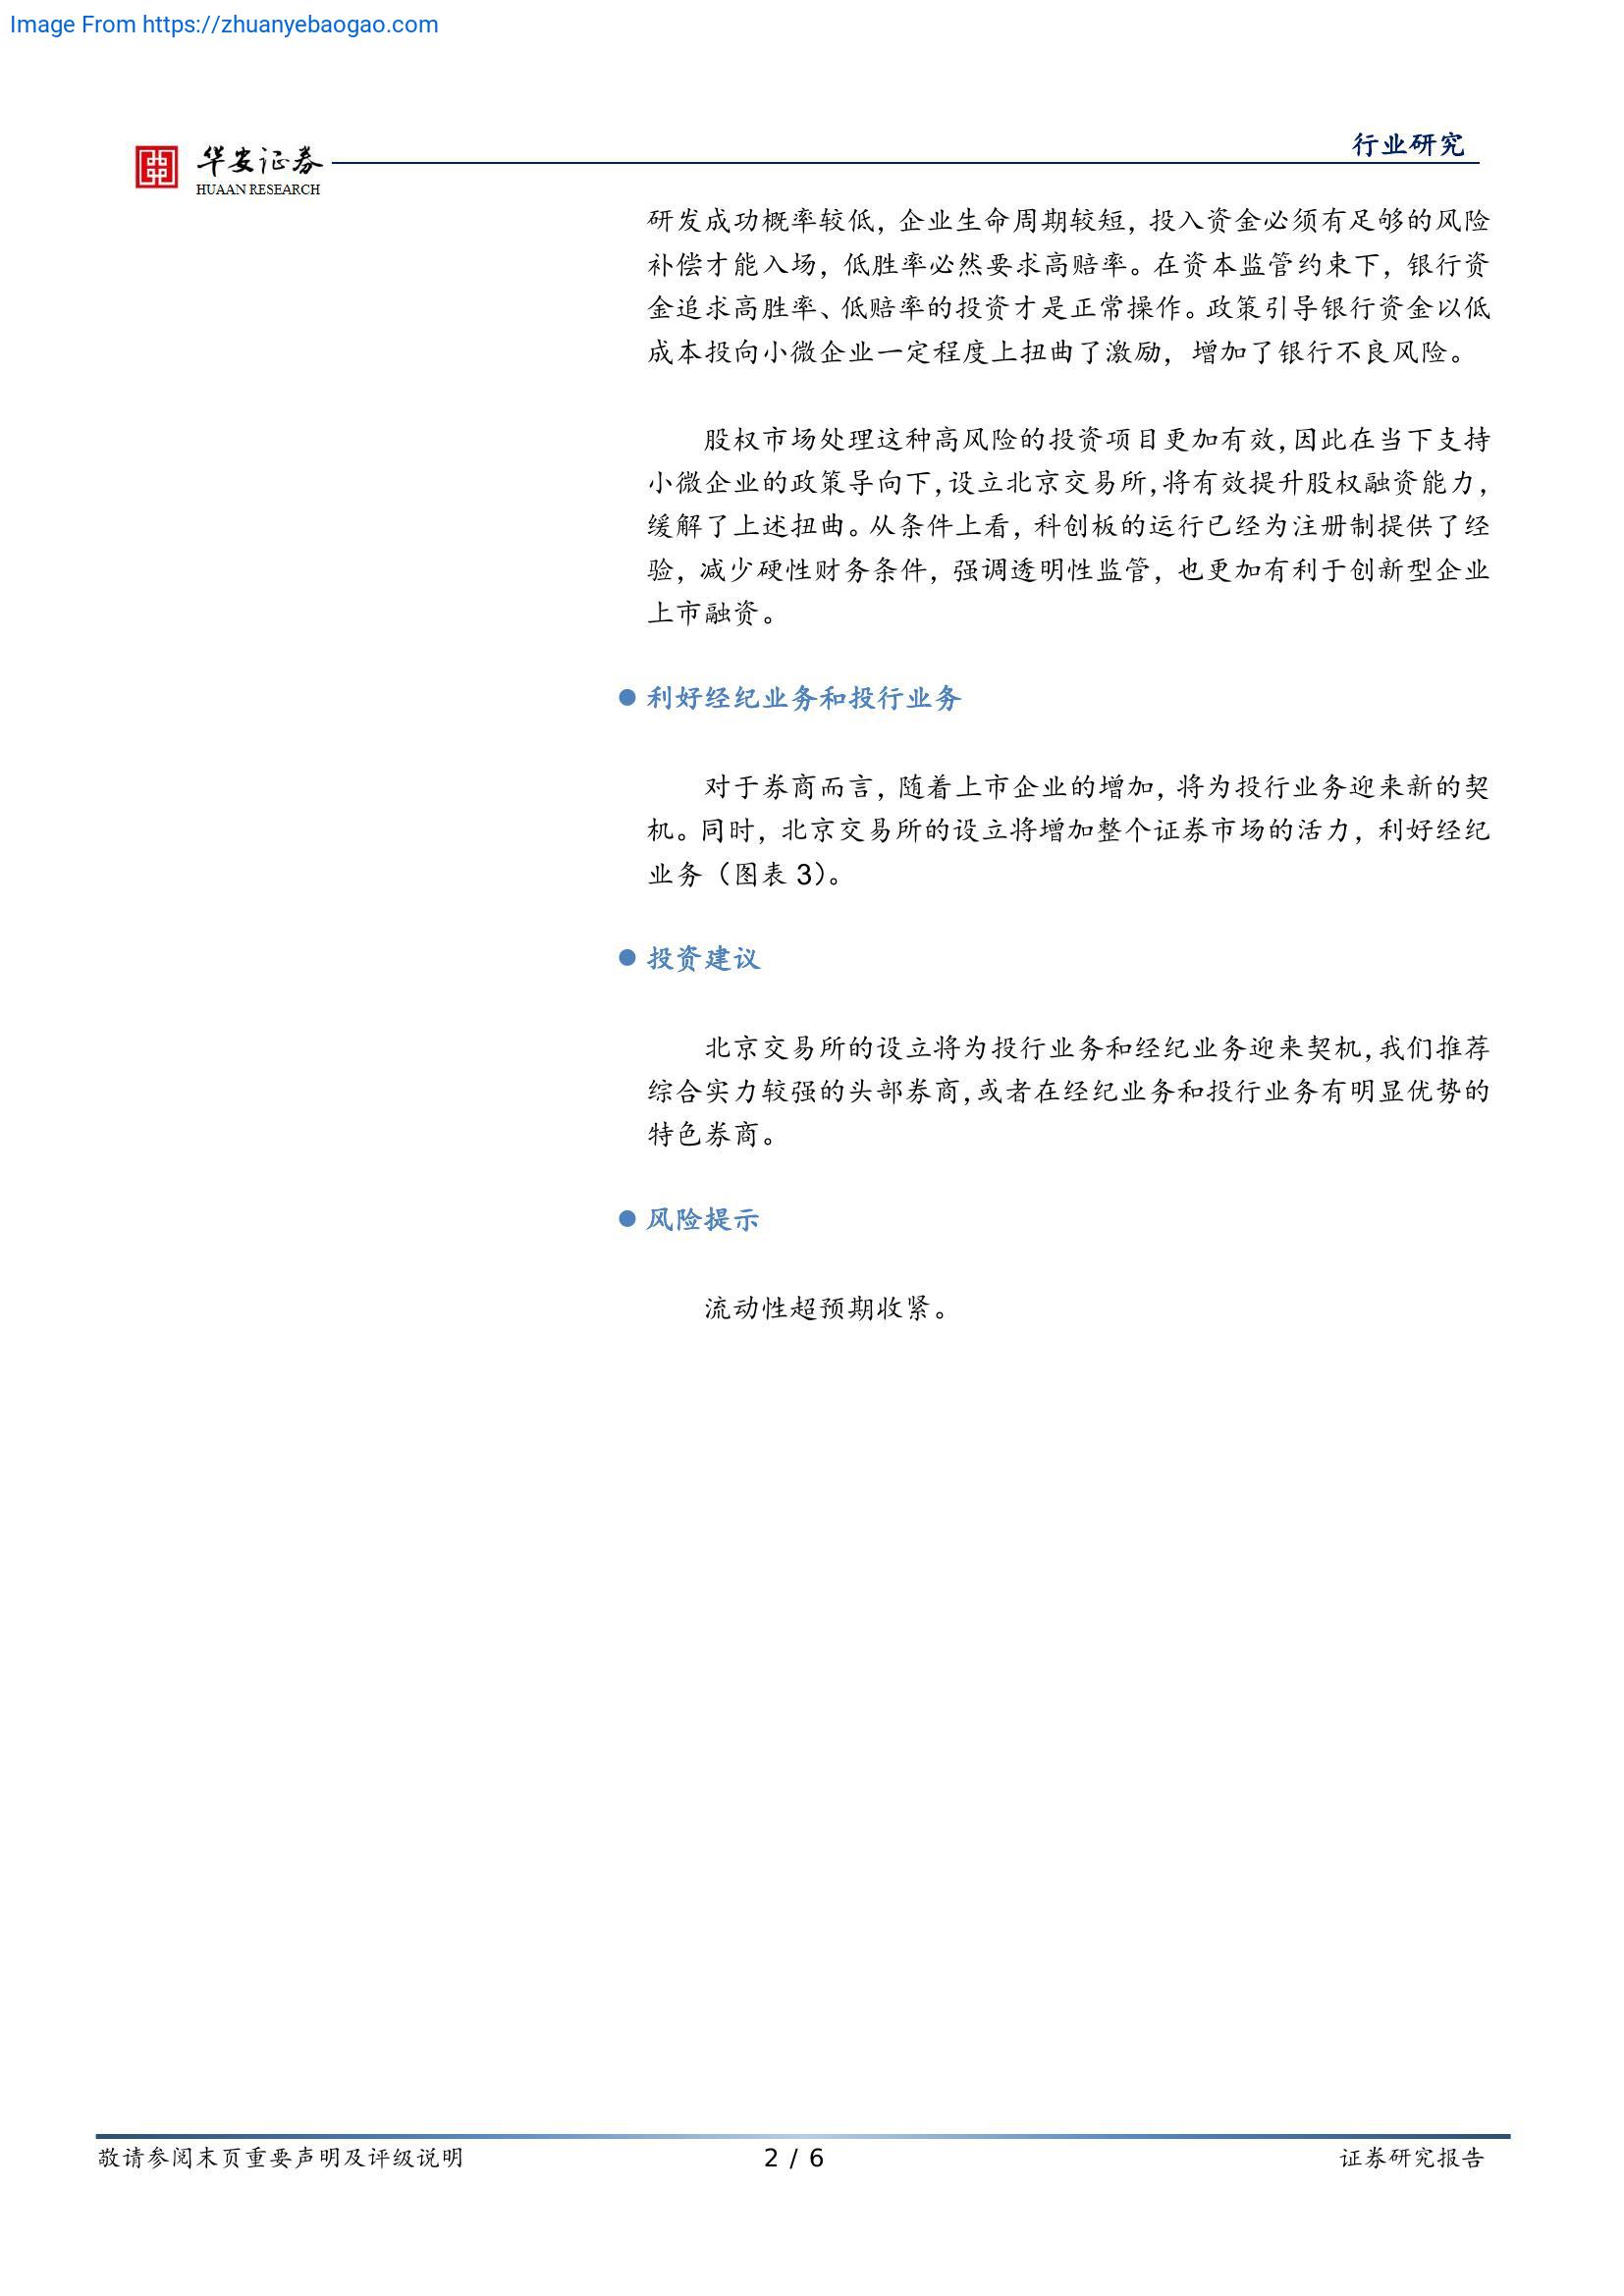 Image From https://zhuanyebaogao.com
行业研究
华安证券
HUAAN RESEARCH
研发成功概率较低，企业生命周期较短，投入资金必须有足够的风险
补偿才能入场，低胜率必然要求高赔率。在资本监管约束下，银行资
金追求高胜率、低赔率的投资才是正常操作。政策引导银行资金以低
成本投向小微企业一定程度上扭曲了激励，增加了银行不良风险。
股权市场处理这种高风险的投资项目更加有效，因此在当下支持
小微企业的政策导向下，设立北京交易所，将有效提升股权融资能力，
缓解了上述扭曲。从条件上看，科创板的运行已经为注册制提供了经
验，减少硬性财务条件，强调透明性监管，也更加有利于创新型企业
上市融资。
● 利好经纪业务和投行业务
对于券商而言，随着上市企业的增加，将为投行业务迎来新的契
机。同时，北京交易所的设立将增加整个证券市场的活力，利好经纪
业务（图表 3）。
● 投资建议
北京交易所的设立将为投行业务和经纪业务迎来契机，我们推荐
综合实力较强的头部券商，或者在经纪业务和投行业务有明显优势的
特色券商。
● 风险提示
流动性超预期收紧。
敬请参阅末页重要声明及评级说明
2 / 6
证券研究报告